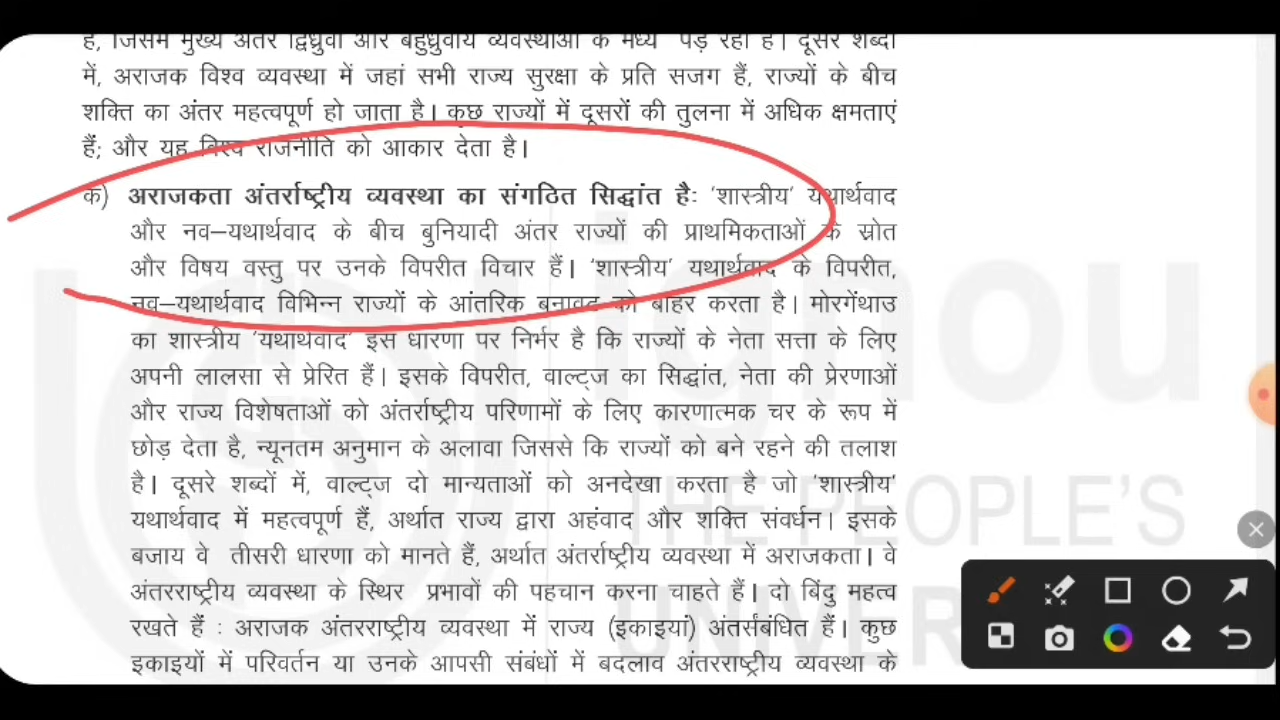 है, जिसमें मुख्य अंतर द्विध्रुवी और बहुध्रुवीय व्यवस्थाओं के मध्य पड़ रहा है। दूसरे शब्दों
में, अराजक विश्व व्यवस्था में जहां सभी राज्य सुरक्षा के प्रति सजग हैं, राज्यों के बीच
शक्ति का अंतर महत्वपूर्ण हो जाता है। कुछ राज्यों में दूसरों की तुलना में अधिक क्षमताएं
हैं; और यह विश्व राजनीति को आकार देता है।
क) अराजकता अंतर्राष्ट्रीय व्यवस्था का संगठित सिद्धांत हैः 'शास्त्रीय' यथार्थवाद
और नव–यथार्थवाद के बीच बुनियादी अंतर राज्यों की प्राथमिकताओं के स्रोत
और विषय वस्तु पर उनके विपरीत विचार हैं। 'शास्त्रीय' यथार्थवाद के विपरीत,
नव–यथार्थवाद विभिन्न राज्यों के आंतरिक बनावट को बाहर करता है। मोरगेंथाउ
का शास्त्रीय 'यथार्थवाद' इस धारणा पर निर्भर है कि राज्यों के नेता सत्ता के लिए
अपनी लालसा से प्रेरित हैं। इसके विपरीत, वाल्ट्ज का सिद्धांत, नेता की प्रेरणाओं
और राज्य विशेषताओं को अंतर्राष्ट्रीय परिणामों के लिए कारणात्मक चर के रूप में
छोड़ देता है, न्यूनतम अनुमान के अलावा जिससे कि राज्यों को बने रहने की तलाश
है। दूसरे शब्दों में, वाल्ट्ज दो मान्यताओं को अनदेखा करता है जो 'शास्त्रीय'
यथार्थवाद में महत्वपूर्ण हैं, अर्थात राज्य द्वारा अहंवाद और शक्ति संवर्धन। इसके
बजाय वे तीसरी धारणा को मानते हैं, अर्थात अंतर्राष्ट्रीय व्यवस्था में अराजकता। वे
अंतरराष्ट्रीय व्यवस्था के स्थिर प्रभावों की पहचान करना चाहते हैं। दो बिंदु महत्व
रखते हैं : अराजक अंतरराष्ट्रीय व्यवस्था में राज्य (इकाइयां) अंतर्संबंधित हैं। कुछ
इकाइयों में परिवर्तन या उनके आपसी संबंधों में बदलाव अंतरराष्ट्रीय व्यवस्था के
ignou
THE PEOPLE'S
UNIVER